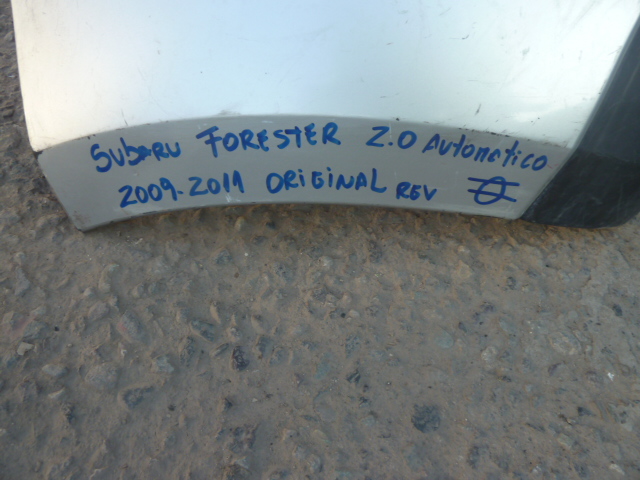 Subaru FORESTER 2.0 Automatico
2009-2011 ORIGINAL REV